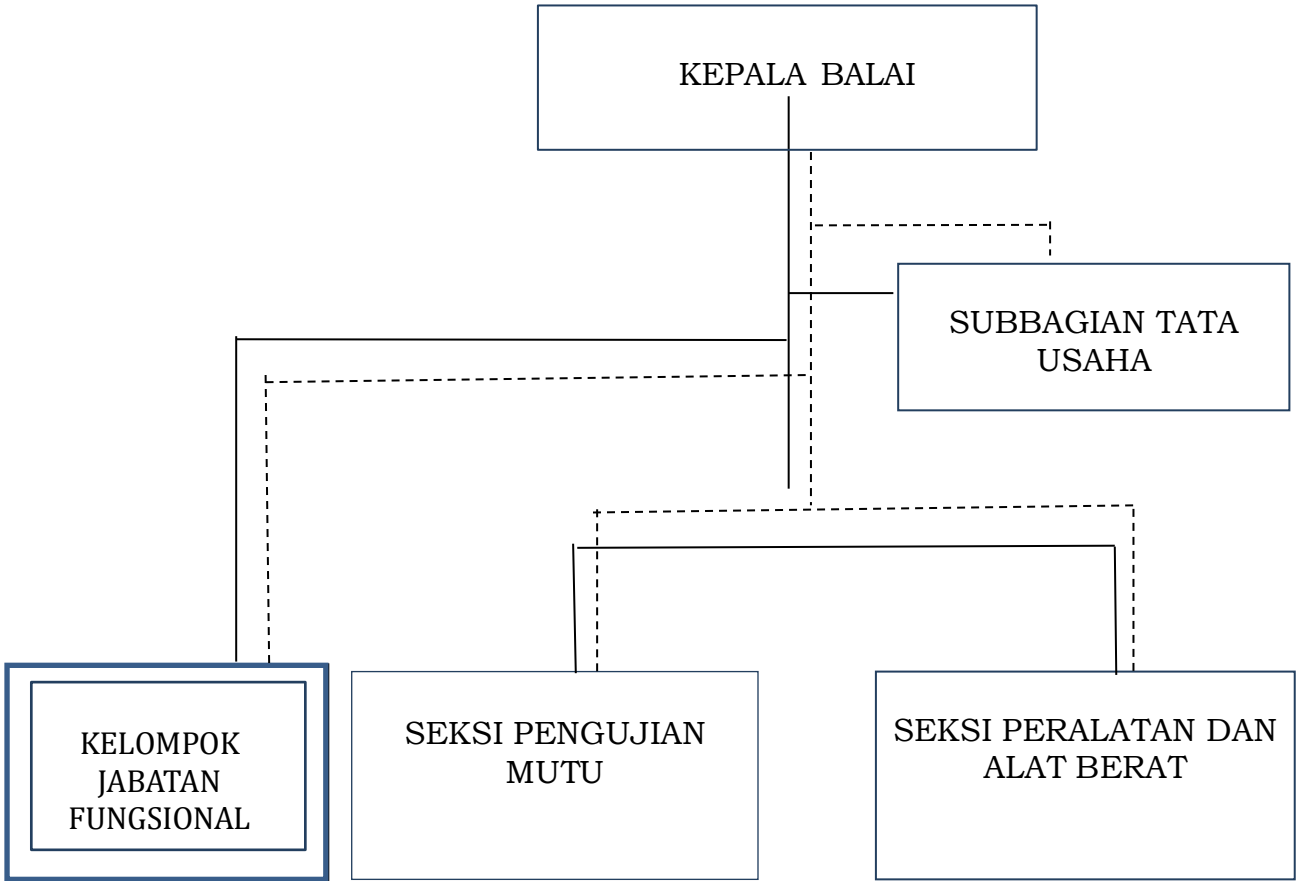 KEPALA BALAI
SUBBAGIAN TATA
USAHA
KELOMPOK
JABATAN
FUNGSIONAL
SEKSI PENGUJIAN
MUTU
SEKSI PERALATAN DAN
ALAT BERAT